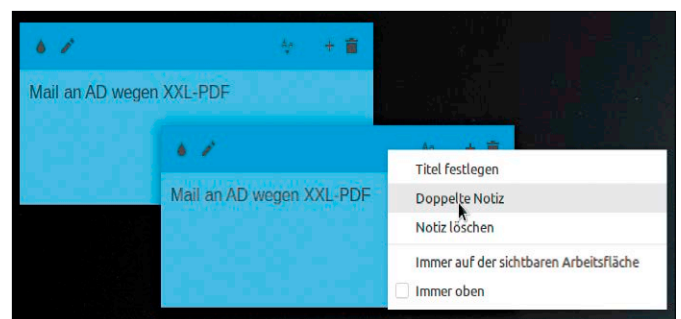 Mail an AD wegen XXL-PDF
Mail an AD wegen XXL-PDF
Titel festlegen
Doppelte Notiz
Notiz löschen
Immer auf der sichtbaren Arbeitsfläche
Immer oben